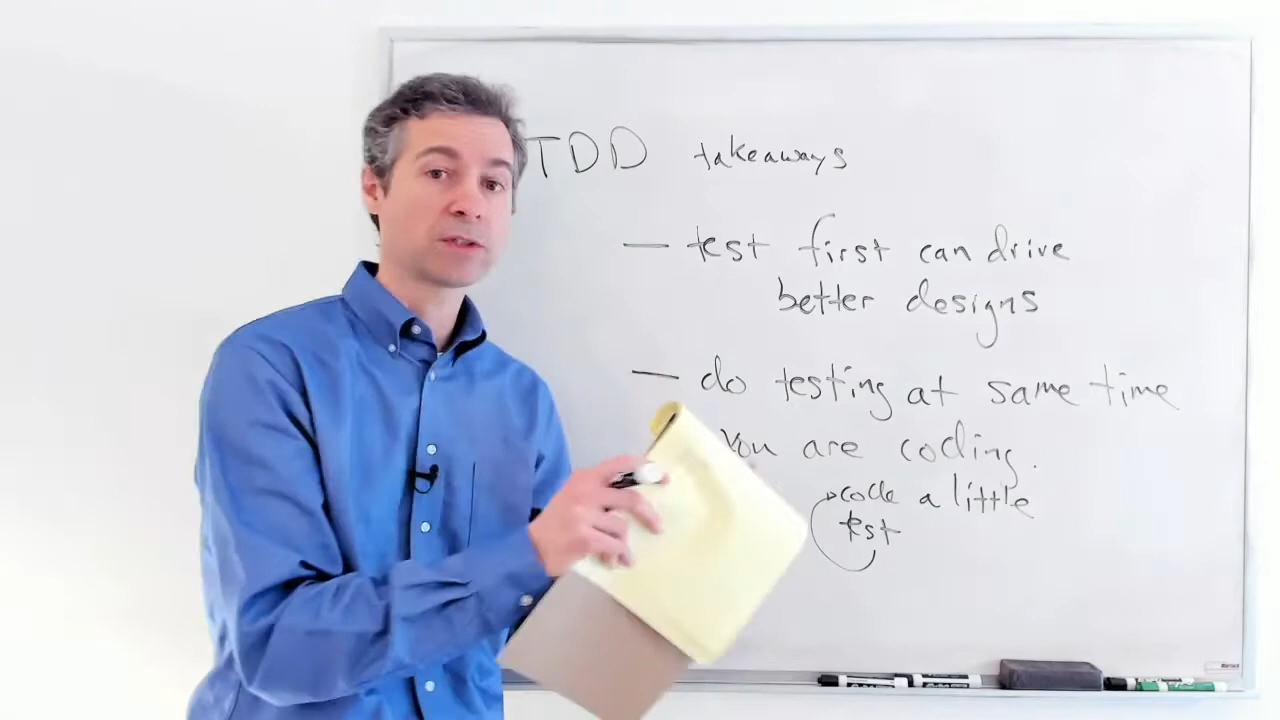 TDD takeaways
— test first can drive
better designs
— do testing at same time
you are coding.
code a little
test